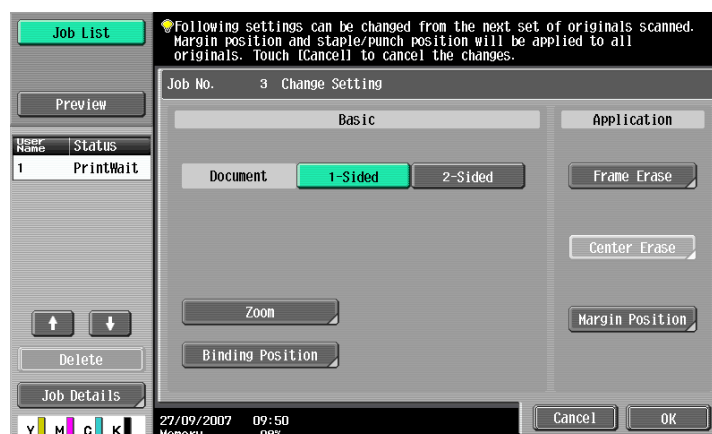 Job List
Preview
User Name Status
1 PrintWait
Delete
Job Details
Y M C K
Following settings can be changed from the next set of originals scanned.
Margin position and staple/punch position will be applied to all
originals. Touch [Cancel] to cancel the changes.
Job No. 3 Change Setting
Basic
Document 1-Sided 2-Sided
Zoom
Binding Position
Application
Frame Erase
Center Erase
Margin Position
27/09/2007 09:50
Memory
Cancel OK